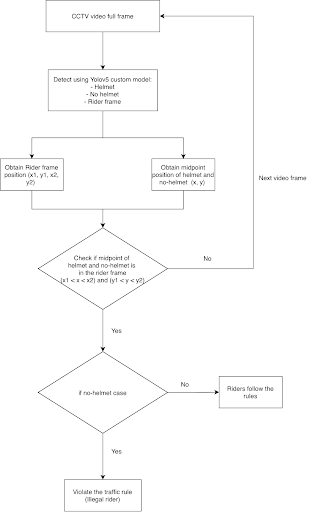 CCTV video full frame
Detect using Yolov5 custom model:
- Helmet
- No helmet
- Rider frame
Obtain Rider frame
position (x1, y1, x2,
y2)
Obtain midpoint
position of helmet and
no-helmet (x, y)
Next video frame
Check if midpoint of
helmet and no-helmet is
in the rider frame
(x1 < x < x2) and (y1 < y < y2)
No
Yes
if no-helmet case
No
Riders follow the
rules
Yes
Violate the traffic rule
(illegal rider)